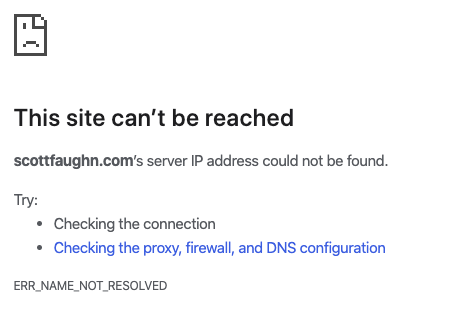 This site can’t be reached
scottfaughn.com’s server IP address could not be found.
Try:
• Checking the connection
• Checking the proxy, firewall, and DNS configuration
ERR_NAME_NOT_RESOLVED